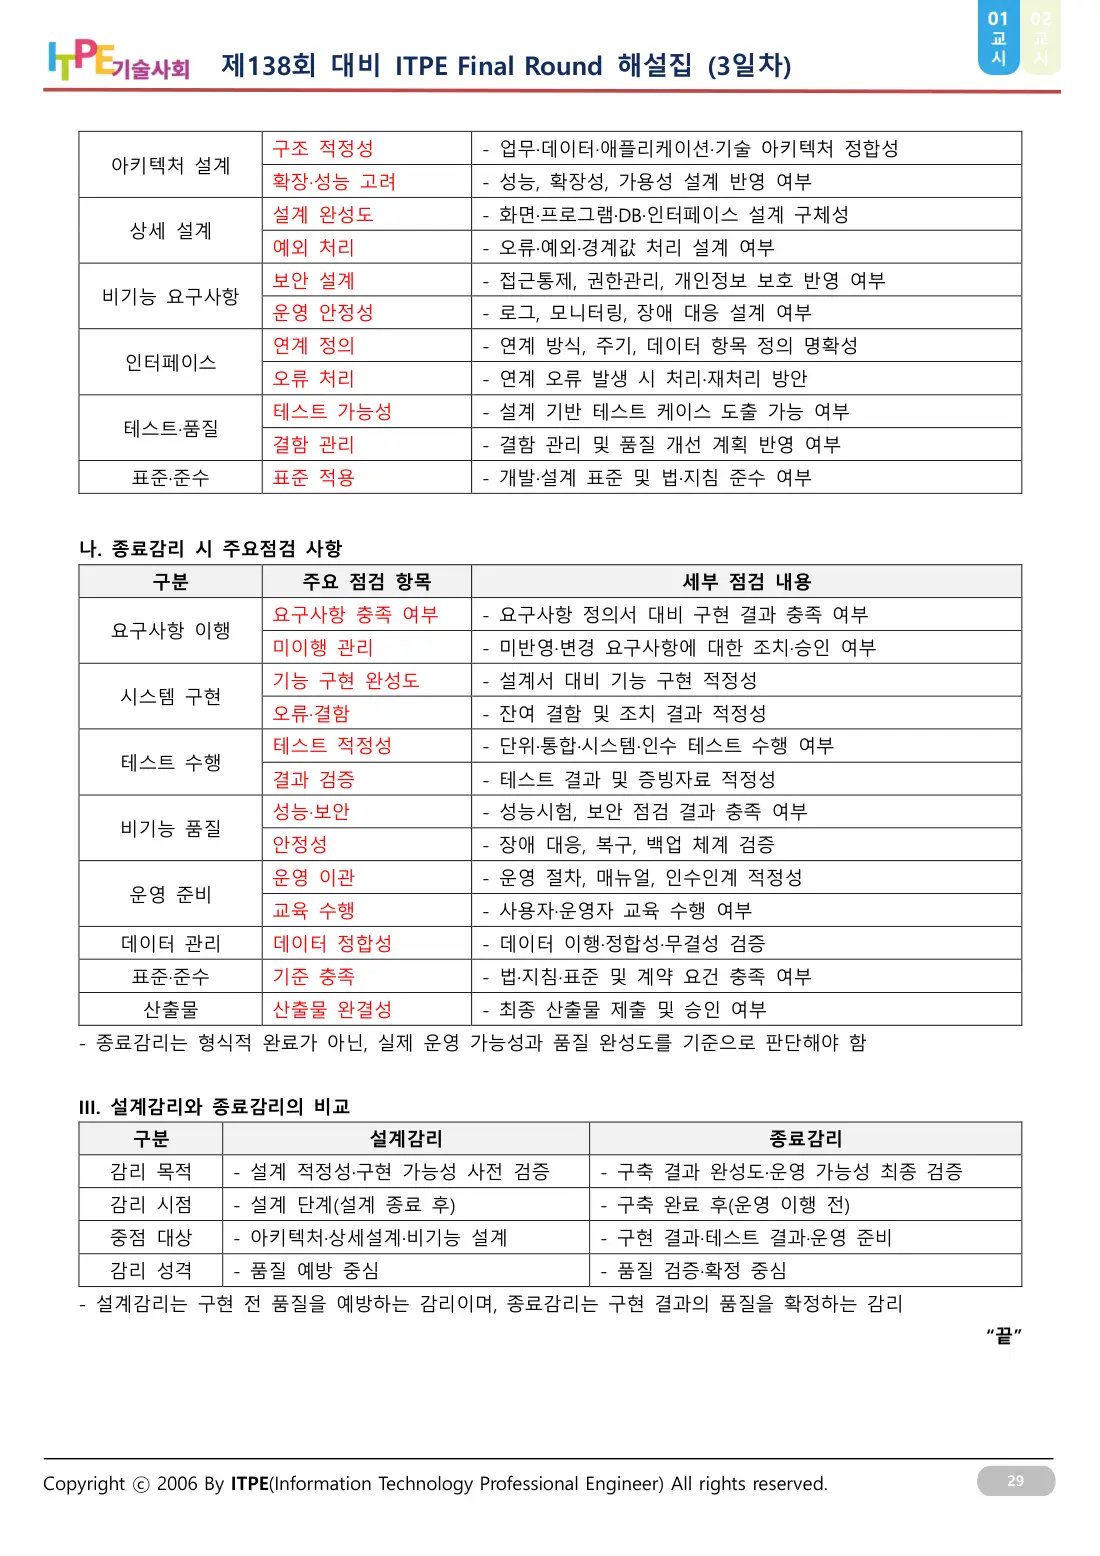 ITPE기술사회 제138회 대비 ITPE Final Round 해설집 (3일차)
01 교시
02 교시
아키텍처 설계 구조 적정성 - 업무·데이터·애플리케이션·기술 아키텍처 정합성
확장·성능 고려 - 성능, 확장성, 가용성 설계 반영 여부
상세 설계 설계 완성도 - 화면·프로그램·DB·인터페이스 설계 구체성
예외 처리 - 오류·예외·경계값 처리 설계 여부
비기능 요구사항 보안 설계 - 접근통제, 권한관리, 개인정보 보호 반영 여부
운영 안정성 - 로그, 모니터링, 장애 대응 설계 여부
인터페이스 연계 정의 - 연계 방식, 주기, 데이터 항목 정의 명확성
오류 처리 - 연계 오류 발생 시 처리·재처리 방안
테스트·품질 테스트 가능성 - 설계 기반 테스트 케이스 도출 가능 여부
결함 관리 - 결함 관리 및 품질 개선 계획 반영 여부
표준·준수 표준 적용 - 개발·설계 표준 및 법·지침 준수 여부
나. 종료감리 시 주요점검 사항
구분 주요 점검 항목 세부 점검 내용
요구사항 이행 요구사항 충족 여부 - 요구사항 정의서 대비 구현 결과 충족 여부
미이행 관리 - 미반영·변경 요구사항에 대한 조치·승인 여부
시스템 구현 기능 구현 완성도 - 설계서 대비 기능 구현 적정성
오류·결함 - 잔여 결함 및 조치 결과 적정성
테스트 수행 테스트 적정성 - 단위·통합·시스템·인수 테스트 수행 여부
결과 검증 - 테스트 결과 및 증빙자료 적정성
비기능 품질 성능·보안 - 성능시험, 보안 점검 결과 충족 여부
안정성 - 장애 대응, 복구, 백업 체계 검증
운영 준비 운영 이관 - 운영 절차, 매뉴얼, 인수인계 적정성
교육 수행 - 사용자·운영자 교육 수행 여부
데이터 관리 데이터 정합성 - 데이터 이행·정합성·무결성 검증
표준·준수 기준 충족 - 법·지침·표준 및 계약 요건 충족 여부
산출물 산출물 완결성 - 최종 산출물 제출 및 승인 여부
- 종료감리는 형식적 완료가 아닌, 실제 운영 가능성과 품질 완성도를 기준으로 판단해야 함
III. 설계감리와 종료감리의 비교
구분 설계감리 종료감리
감리 목적 - 설계 적정성·구현 가능성 사전 검증 - 구축 결과 완성도·운영 가능성 최종 검증
감리 시점 - 설계 단계(설계 종료 후) - 구축 완료 후(운영 이행 전)
중점 대상 - 아키텍처·상세설계·비기능 설계 - 구현 결과·테스트 결과·운영 준비
감리 성격 - 품질 예방 중심 - 품질 검증·확정 중심
- 설계감리는 구현 전 품질을 예방하는 감리이며, 종료감리는 구현 결과의 품질을 확정하는 감리
“끝”
Copyright ⓒ 2006 By ITPE(Information Technology Professional Engineer) All rights reserved. 29